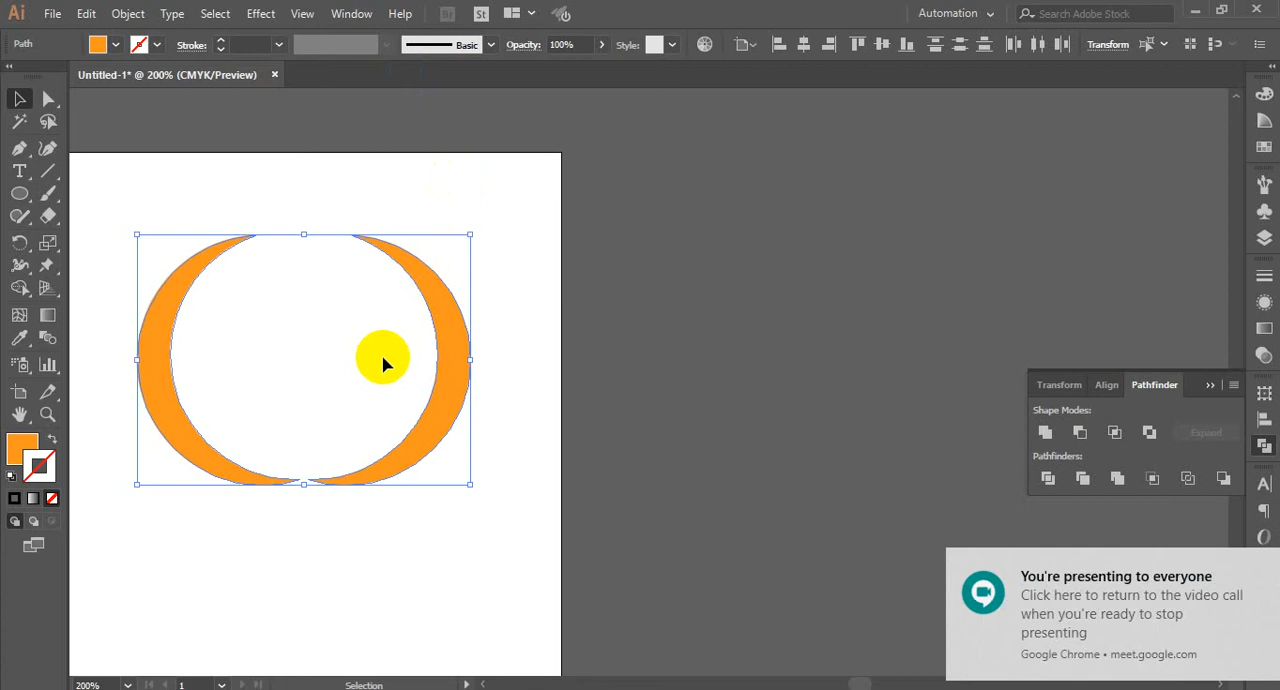 Ai File Edit Object Type Select Effect View Window Help Br St Automation Search Adobe Stock
Path Stroke: Basic Opacity: 100% Style: Transform
Untitled-1* @ 200% (CMYK/Preview)
Transform Align Pathfinder
Shape Modes:
Expand
Pathfinders:
You're presenting to everyone
Click here to return to the video call
when you're ready to stop
presenting
Google Chrome • meet.google.com
200% 1 Selection